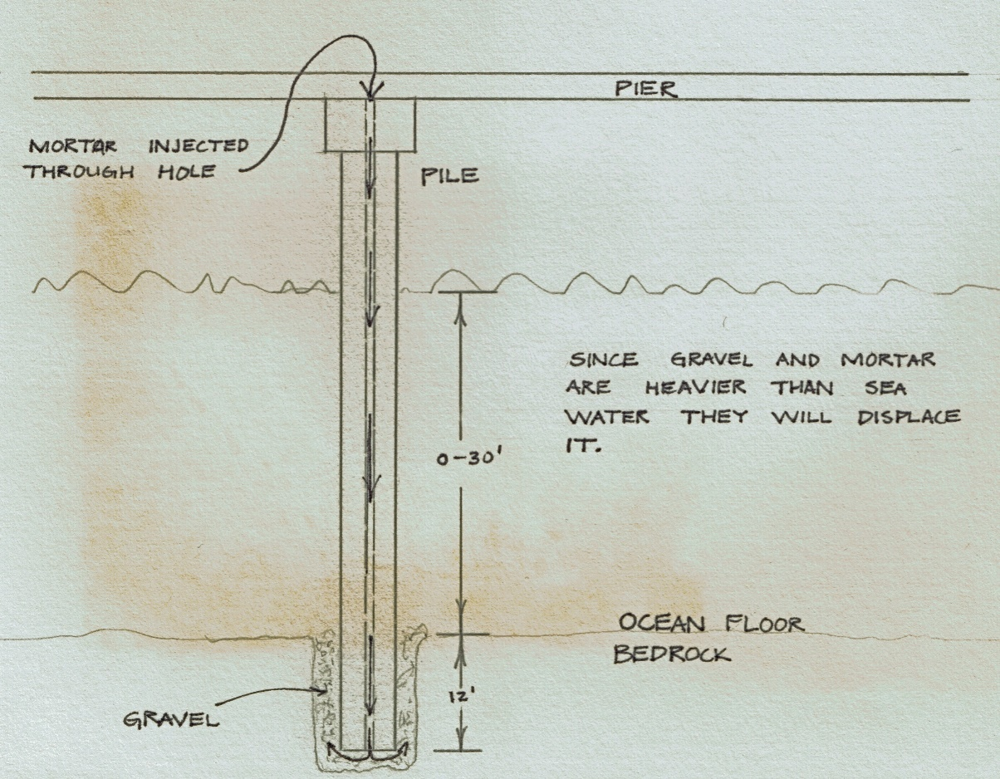 PIER
MORTAR INJECTED
THROUGH HOLE
PILE
SINCE GRAVEL AND MORTAR
ARE HEAVIER THAN SEA
WATER THEY WILL DISPLACE
IT.
0-30'
OCEAN FLOOR
BEDROCK
12'
GRAVEL